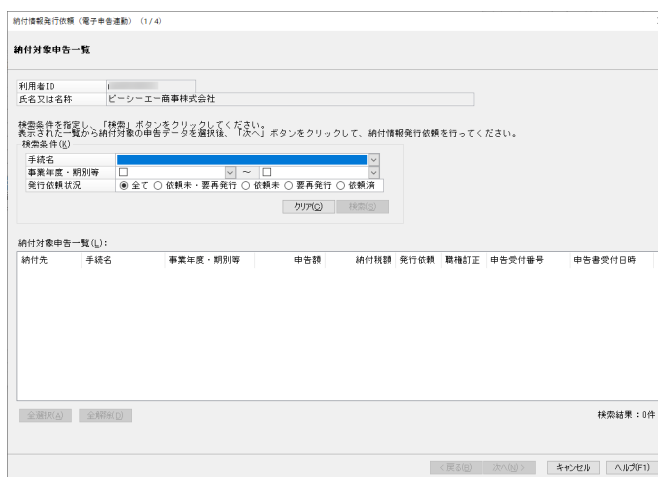 納付情報発行依頼（電子申告連動）（1/4）
納付対象申告一覧
利用者ID
氏名又は名称 ピーシーエー商事株式会社
検索条件を指定し、「検索」ボタンをクリックしてください。
表示された一覧から納付対象の申告データを選択後、「次へ」ボタンをクリックして、納付情報発行依頼を行ってください。
検索条件(K)
手続名
事業年度・期別等 ～
発行依頼状況 全て 依頼未・要再発行 依頼未 要再発行 依頼済
クリア(C) 検索(S)
納付対象申告一覧(L)：
納付先 手続名 事業年度・期別等 申告額 納付税額 発行依頼 職権訂正 申告受付番号 申告書受付日時
全選択(A) 全解除(D) 検索結果：0件
< 戻る(B) 次へ(N) > キャンセル ヘルプ(F1)